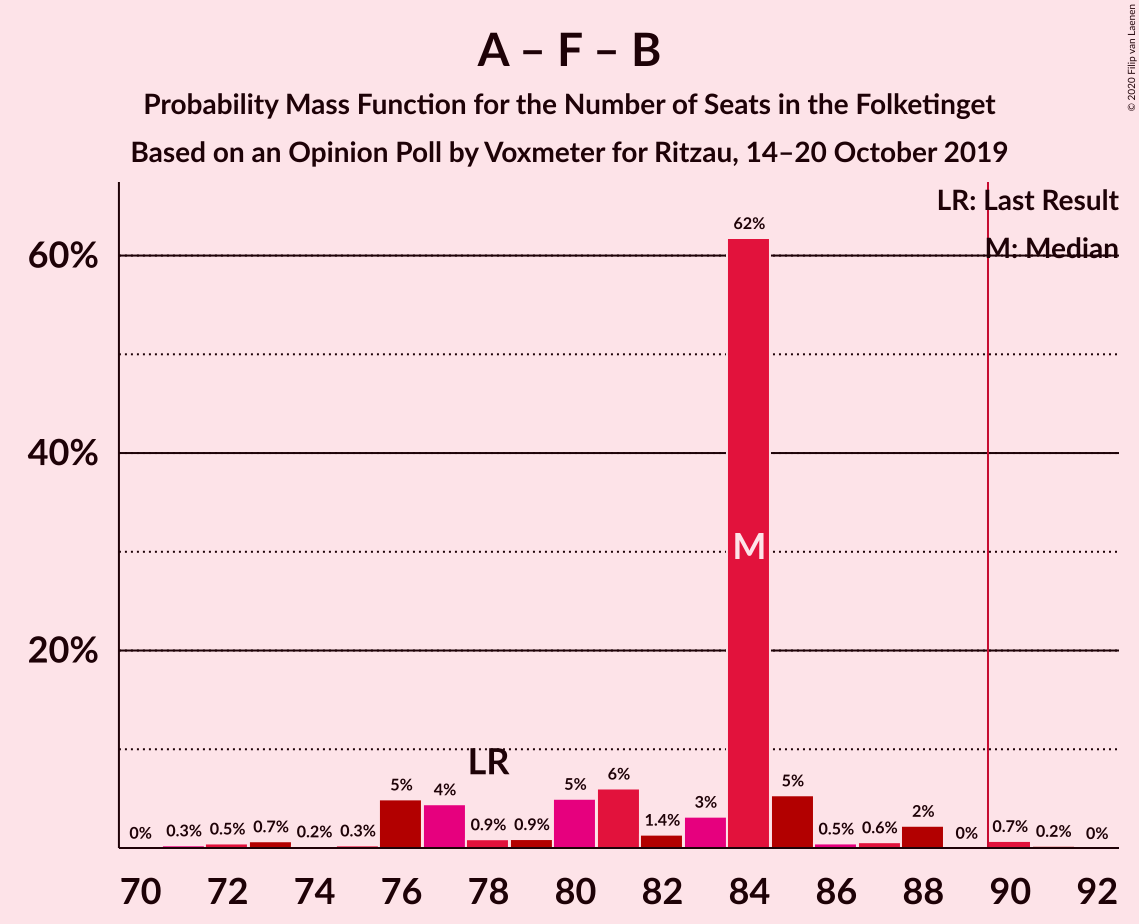 A – F – B
Probability Mass Function for the Number of Seats in the Folketinget
Based on an Opinion Poll by Voxmeter for Ritzau, 14–20 October 2019
© 2020 Filip van Laenen
LR: Last Result
M: Median
60%
40%
20%
0% 0.3% 0.5% 0.7% 0.2% 0.3% 5% 4% 0.9% 0.9% 5% 6% 1.4% 3% 62% 5% 0.5% 0.6% 2% 0% 0.7% 0.2% 0%
LR
M
70 72 74 76 78 80 82 84 86 88 90 92